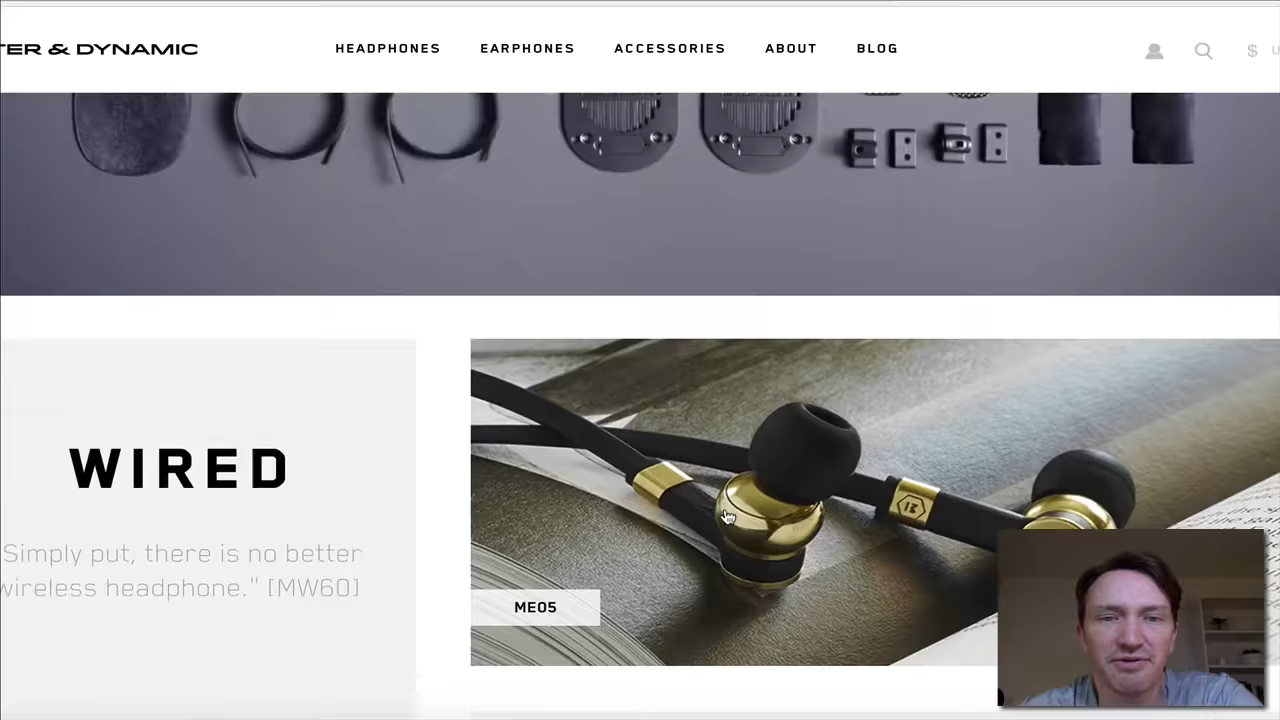 TER & DYNAMIC
HEADPHONES
EARPHONES
ACCESSORIES
ABOUT
BLOG
$ U
WIRED
"Simply put, there is no better
wireless headphone." [MW60]
ME05